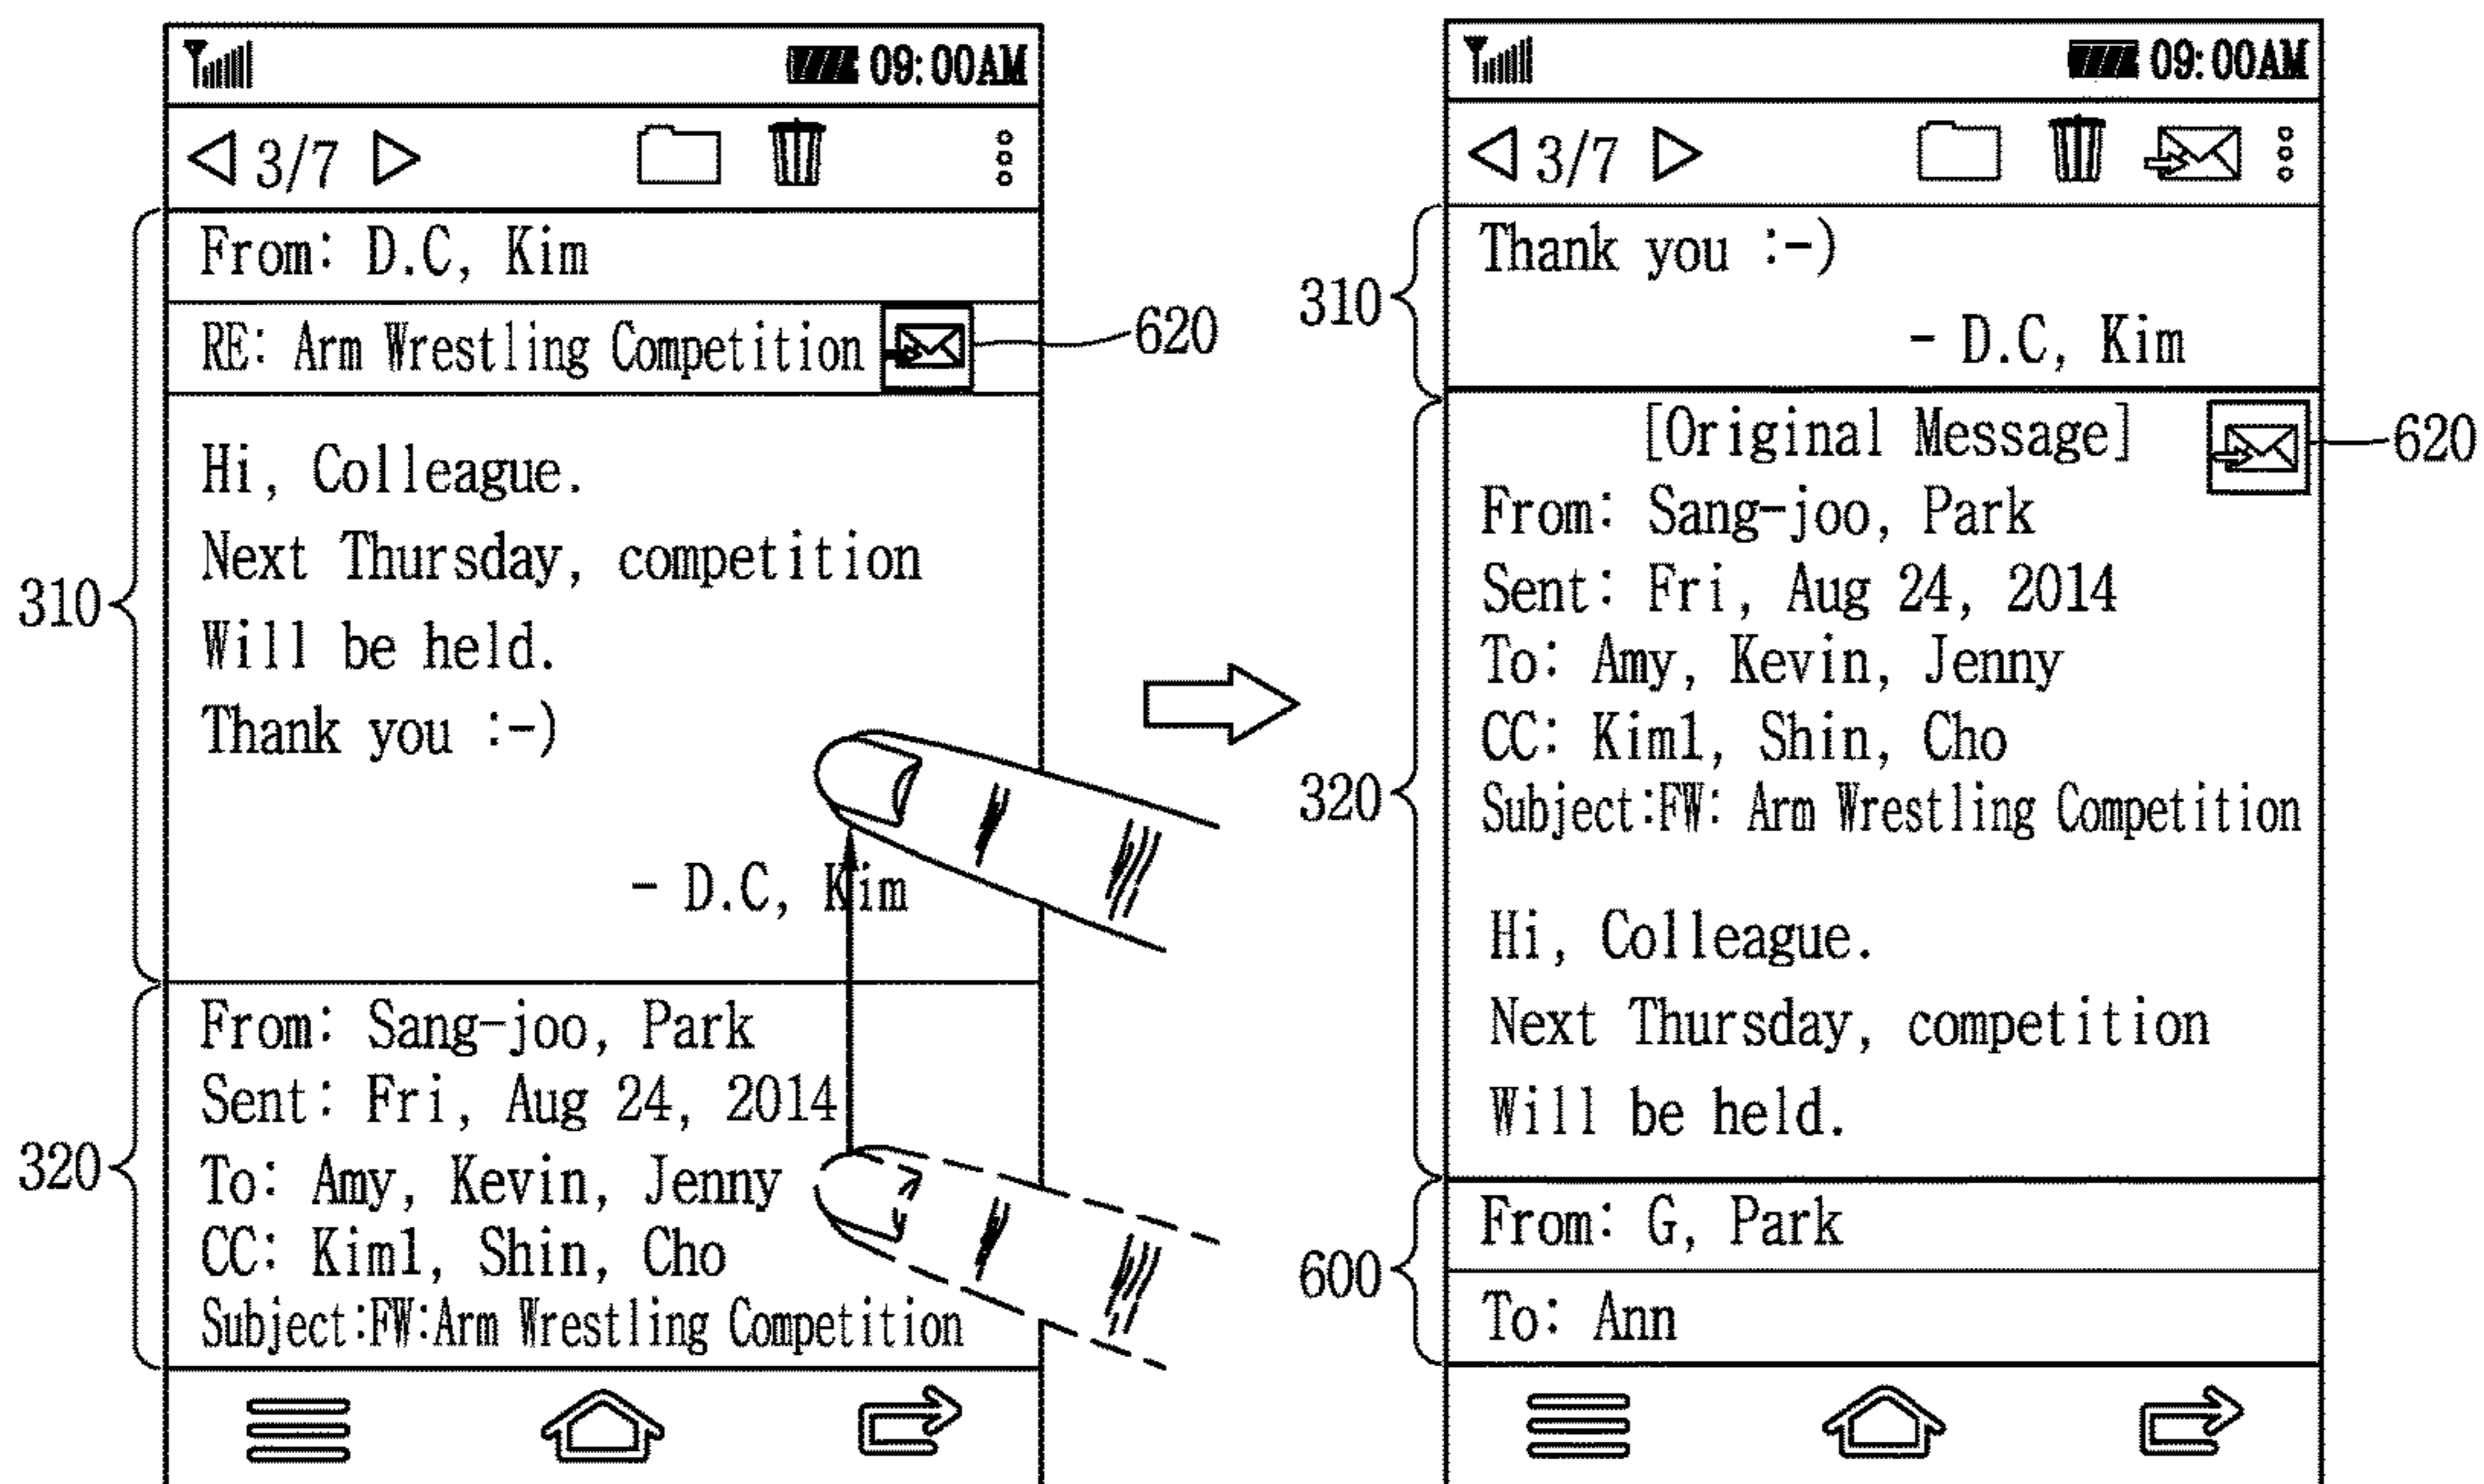 09:00AM
3/7
From: D.C, Kim
RE: Arm Wrestling Competition
620
Hi, Colleague.
Next Thursday, competition
Will be held.
Thank you :-)
- D.C, Kim
310
From: Sang-joo, Park
Sent: Fri, Aug 24, 2014
To: Amy, Kevin, Jenny
CC: Kim1, Shin, Cho
Subject:FW:Arm Wrestling Competition
320
09:00AM
3/7
Thank you :-)
- D.C, Kim
310
[Original Message]
620
From: Sang-joo, Park
Sent: Fri, Aug 24, 2014
To: Amy, Kevin, Jenny
CC: Kim1, Shin, Cho
Subject:FW: Arm Wrestling Competition
320
Hi, Colleague.
Next Thursday, competition
Will be held.
From: G, Park
To: Ann
600